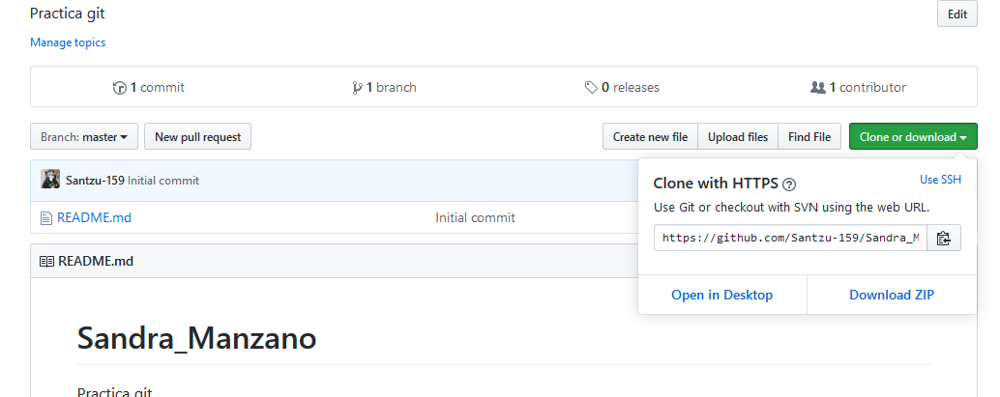 Practica git
Edit
Manage topics
1 commit
1 branch
0 releases
1 contributor
Branch: master
New pull request
Create new file
Upload files
Find File
Clone or download
Santzu-159 Initial commit
README.md
Initial commit
Clone with HTTPS
Use SSH
Use Git or checkout with SVN using the web URL.
https://github.com/Santzu-159/Sandra_M
Open in Desktop
Download ZIP
README.md
Sandra_Manzano
Practica git